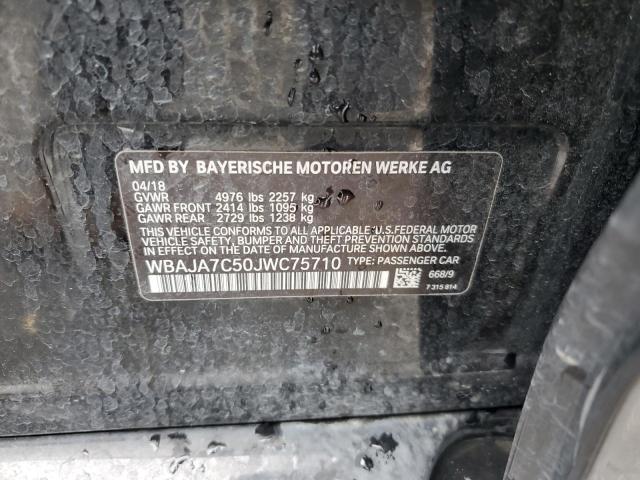 MFD BY BAYERISCHE MOTOREN WERKE AG
04/18
GVWR 4976 lbs 2257 kg
GAWR FRONT 2414 lbs 1095 kg
GAWR REAR 2729 lbs 1238 kg
THIS VEHICLE CONFORMS TO ALL APPLICABLE U.S. FEDERAL MOTOR
VEHICLE SAFETY, BUMPER, AND THEFT PREVENTION
STANDARDS IN EFFECT ON THE DATE OF MANUFACTURE SHOWN ABOVE.
WBAJA7C50JWC75710 TYPE: PASSENGER CAR
668/9
7 315 814